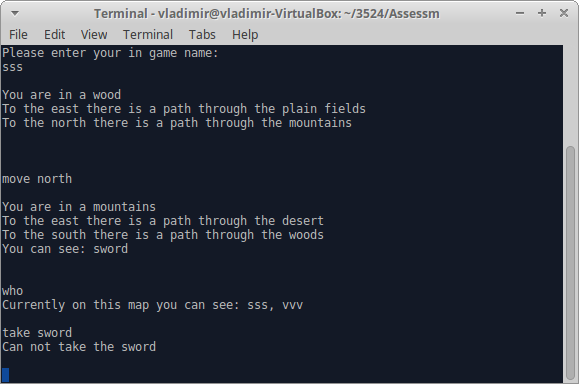 Terminal - vladimir@vladimir-VirtualBox: ~/3524/Assessm
File Edit View Terminal Tabs Help
Please enter your in game name:
sss
You are in a wood
To the east there is a path through the plain fields
To the north there is a path through the mountains
move north
You are in a mountains
To the east there is a path through the desert
To the south there is a path through the woods
You can see: sword
who
Currently on this map you can see: sss, vvv
take sword
Can not take the sword